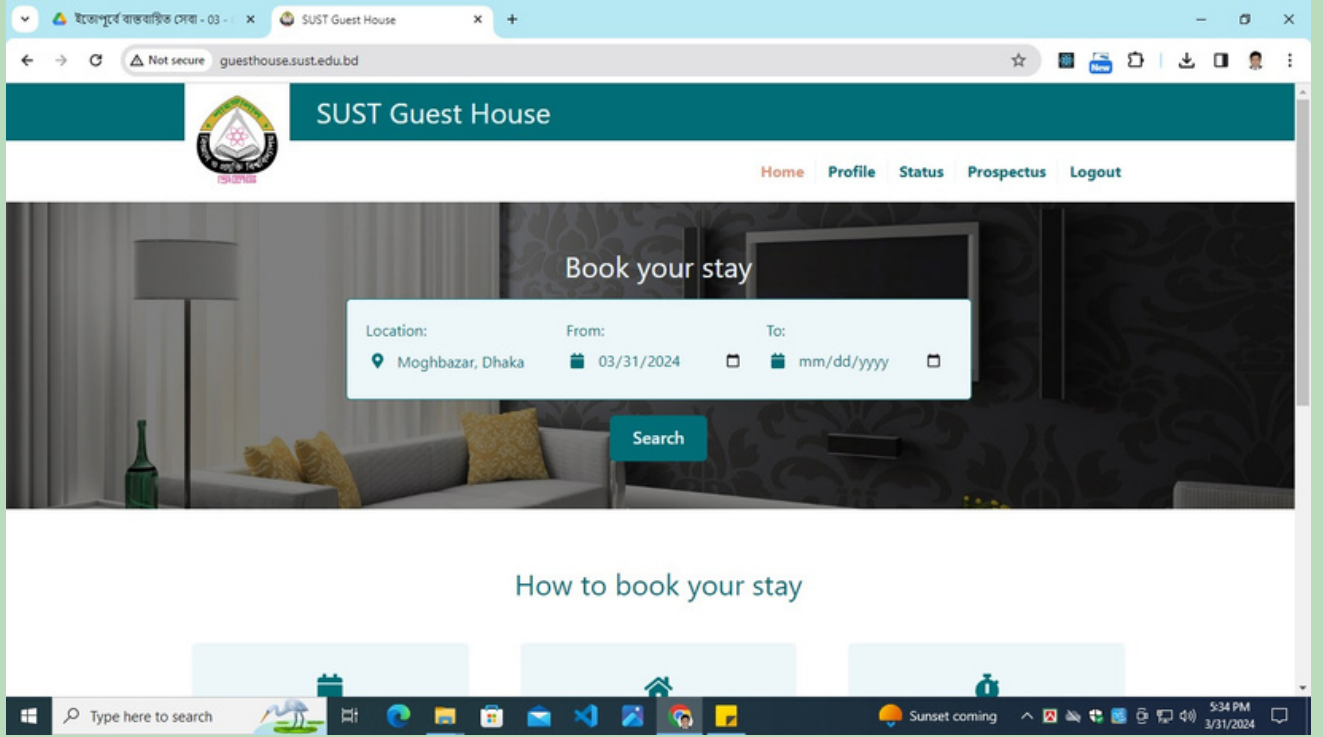 ইতোপূর্বে বাস্তবায়িত সেবা - 03 -
SUST Guest House
Not secure
guesthouse.sust.edu.bd
New
SUST Guest House
Home Profile Status Prospectus Logout
Book your stay
Location: From: To:
Moghbazar, Dhaka 03/31/2024 mm/dd/yyyy
Search
How to book your stay
Type here to search
Sunset coming
5:34 PM
3/31/2024